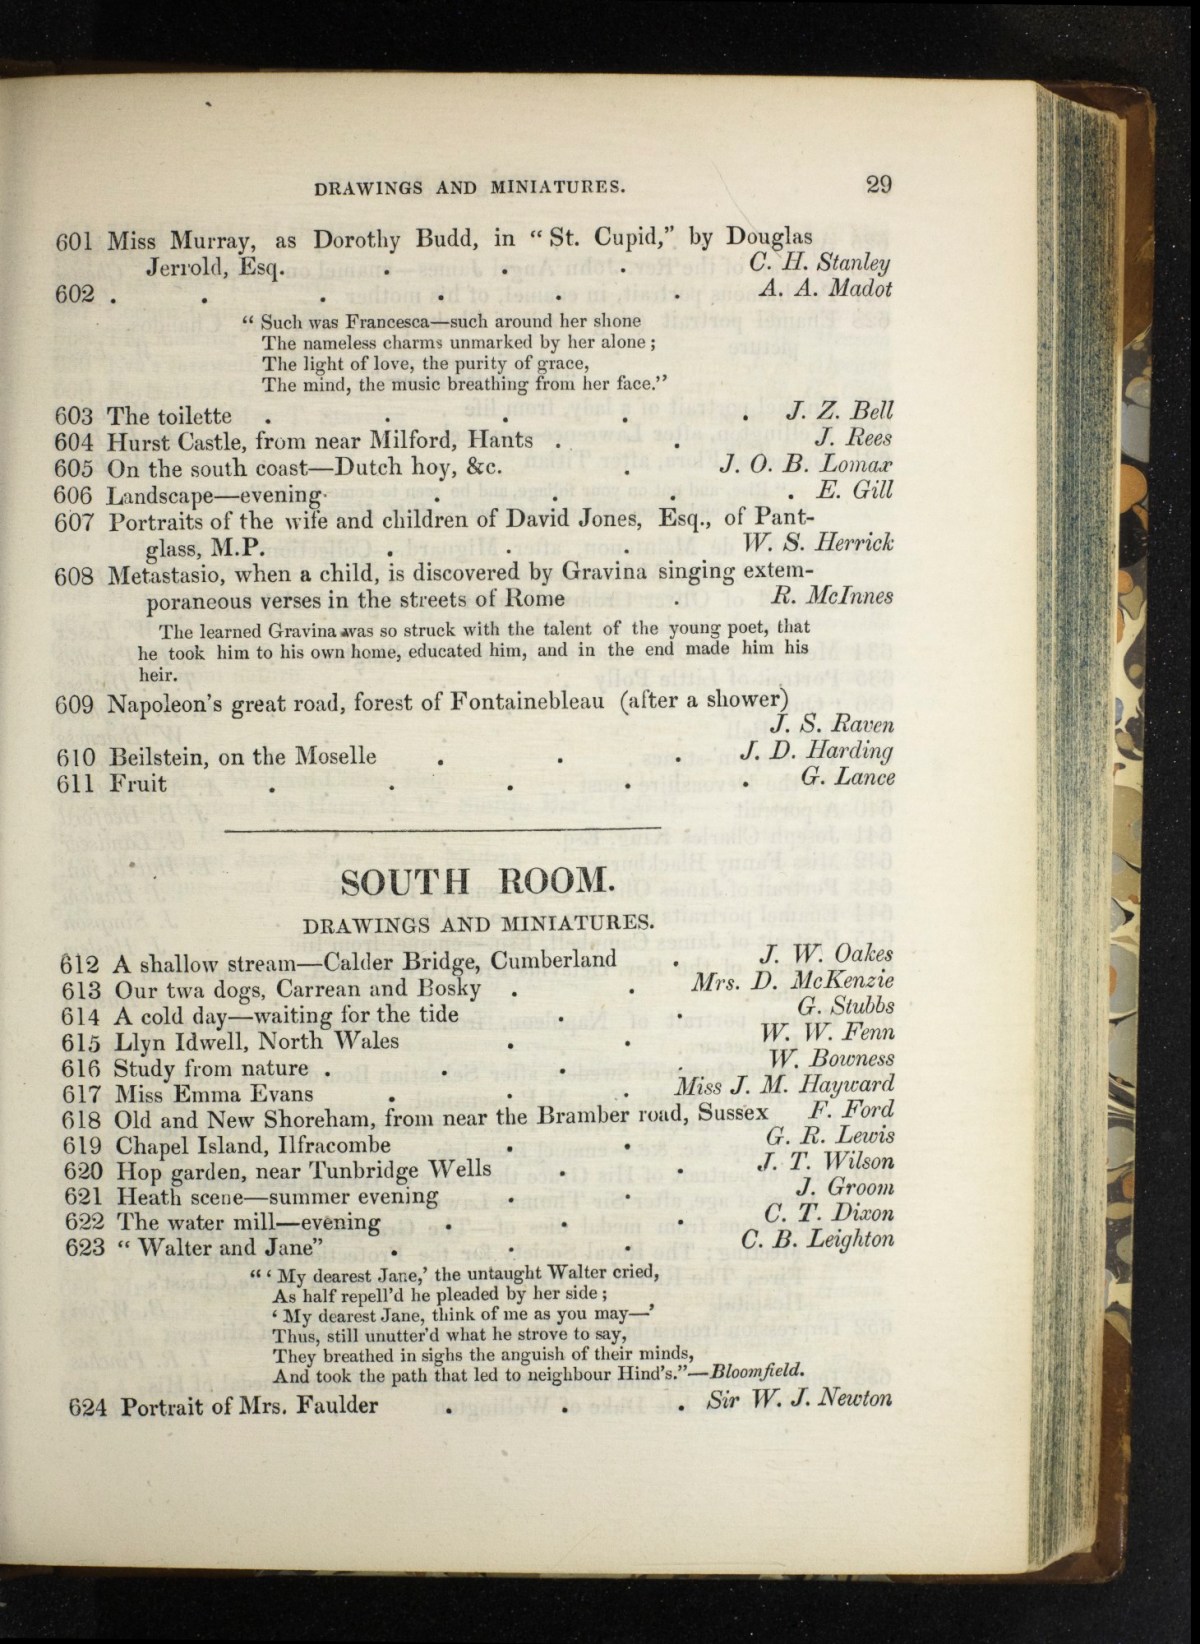 DRAWINGS AND MINIATURES. 29
601 Miss Murray, as Dorothy Budd, in “ St. Cupid,” by Douglas
Jerrold, Esq. . . . C. H. Stanley
602 . . . . . . A. A. Madot
“ Such was Francesca—such around her shone
The nameless charms unmarked by her alone ;
The light of love, the purity of grace,
The mind, the music breathing from her face.”
603 The toilette . . . . . J. Z. Bell
604 Hurst Castle, from near Milford, Hants . . J. Rees
605 On the south coast—Dutch hoy, &c. . J. O. B. Lomax
606 Landscape—evening . . . . E. Gill
607 Portraits of the wife and children of David Jones, Esq., of Pant-
glass, M.P. . . . W. S. Herrick
608 Metastasio, when a child, is discovered by Gravina singing extem-
poraneous verses in the streets of Rome . R. McInnes
The learned Gravina was so struck with the talent of the young poet, that
he took him to his own home, educated him, and in the end made him his
heir.
609 Napoleon’s great road, forest of Fontainebleau (after a shower)
J. S. Raven
610 Beilstein, on the Moselle . . . J. D. Harding
611 Fruit . . . . . G. Lance
SOUTH ROOM.
DRAWINGS AND MINIATURES.
612 A shallow stream—Calder Bridge, Cumberland . J. W. Oakes
613 Our twa dogs, Carrean and Bosky . . Mrs. D. McKenzie
614 A cold day—waiting for the tide . . G. Stubbs
615 Llyn Idwell, North Wales . . W. W. Fenn
616 Study from nature . . . . W. Bowness
617 Miss Emma Evans . . . Miss J. M. Hayward
618 Old and New Shoreham, from near the Bramber road, Sussex F. Ford
619 Chapel Island, Ilfracombe . . G. R. Lewis
620 Hop garden, near Tunbridge Wells . . J. T. Wilson
621 Heath scene—summer evening . . J. Groom
622 The water mill—evening . . . C. T. Dixon
623 “ Walter and Jane” . . . C. B. Leighton
“ ‘ My dearest Jane,’ the untaught Walter cried,
As half repell’d he pleaded by her side ;
‘ My dearest Jane, think of me as you may—’
Thus, still unutter’d what he strove to say,
They breathed in sighs the anguish of their minds,
And took the path that led to neighbour Hind’s.”—Bloomfield.
624 Portrait of Mrs. Faulder . . . Sir W. J. Newton